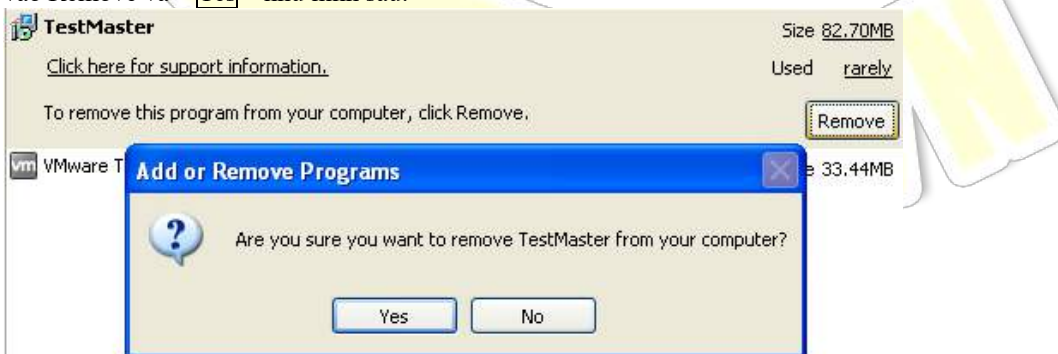 TestMaster Size 82.70MB
Click here for support information. Used rarely
To remove this program from your computer, click Remove. Remove
vm VMware 33.44MB
Add or Remove Programs
Are you sure you want to remove TestMaster from your computer?
Yes No